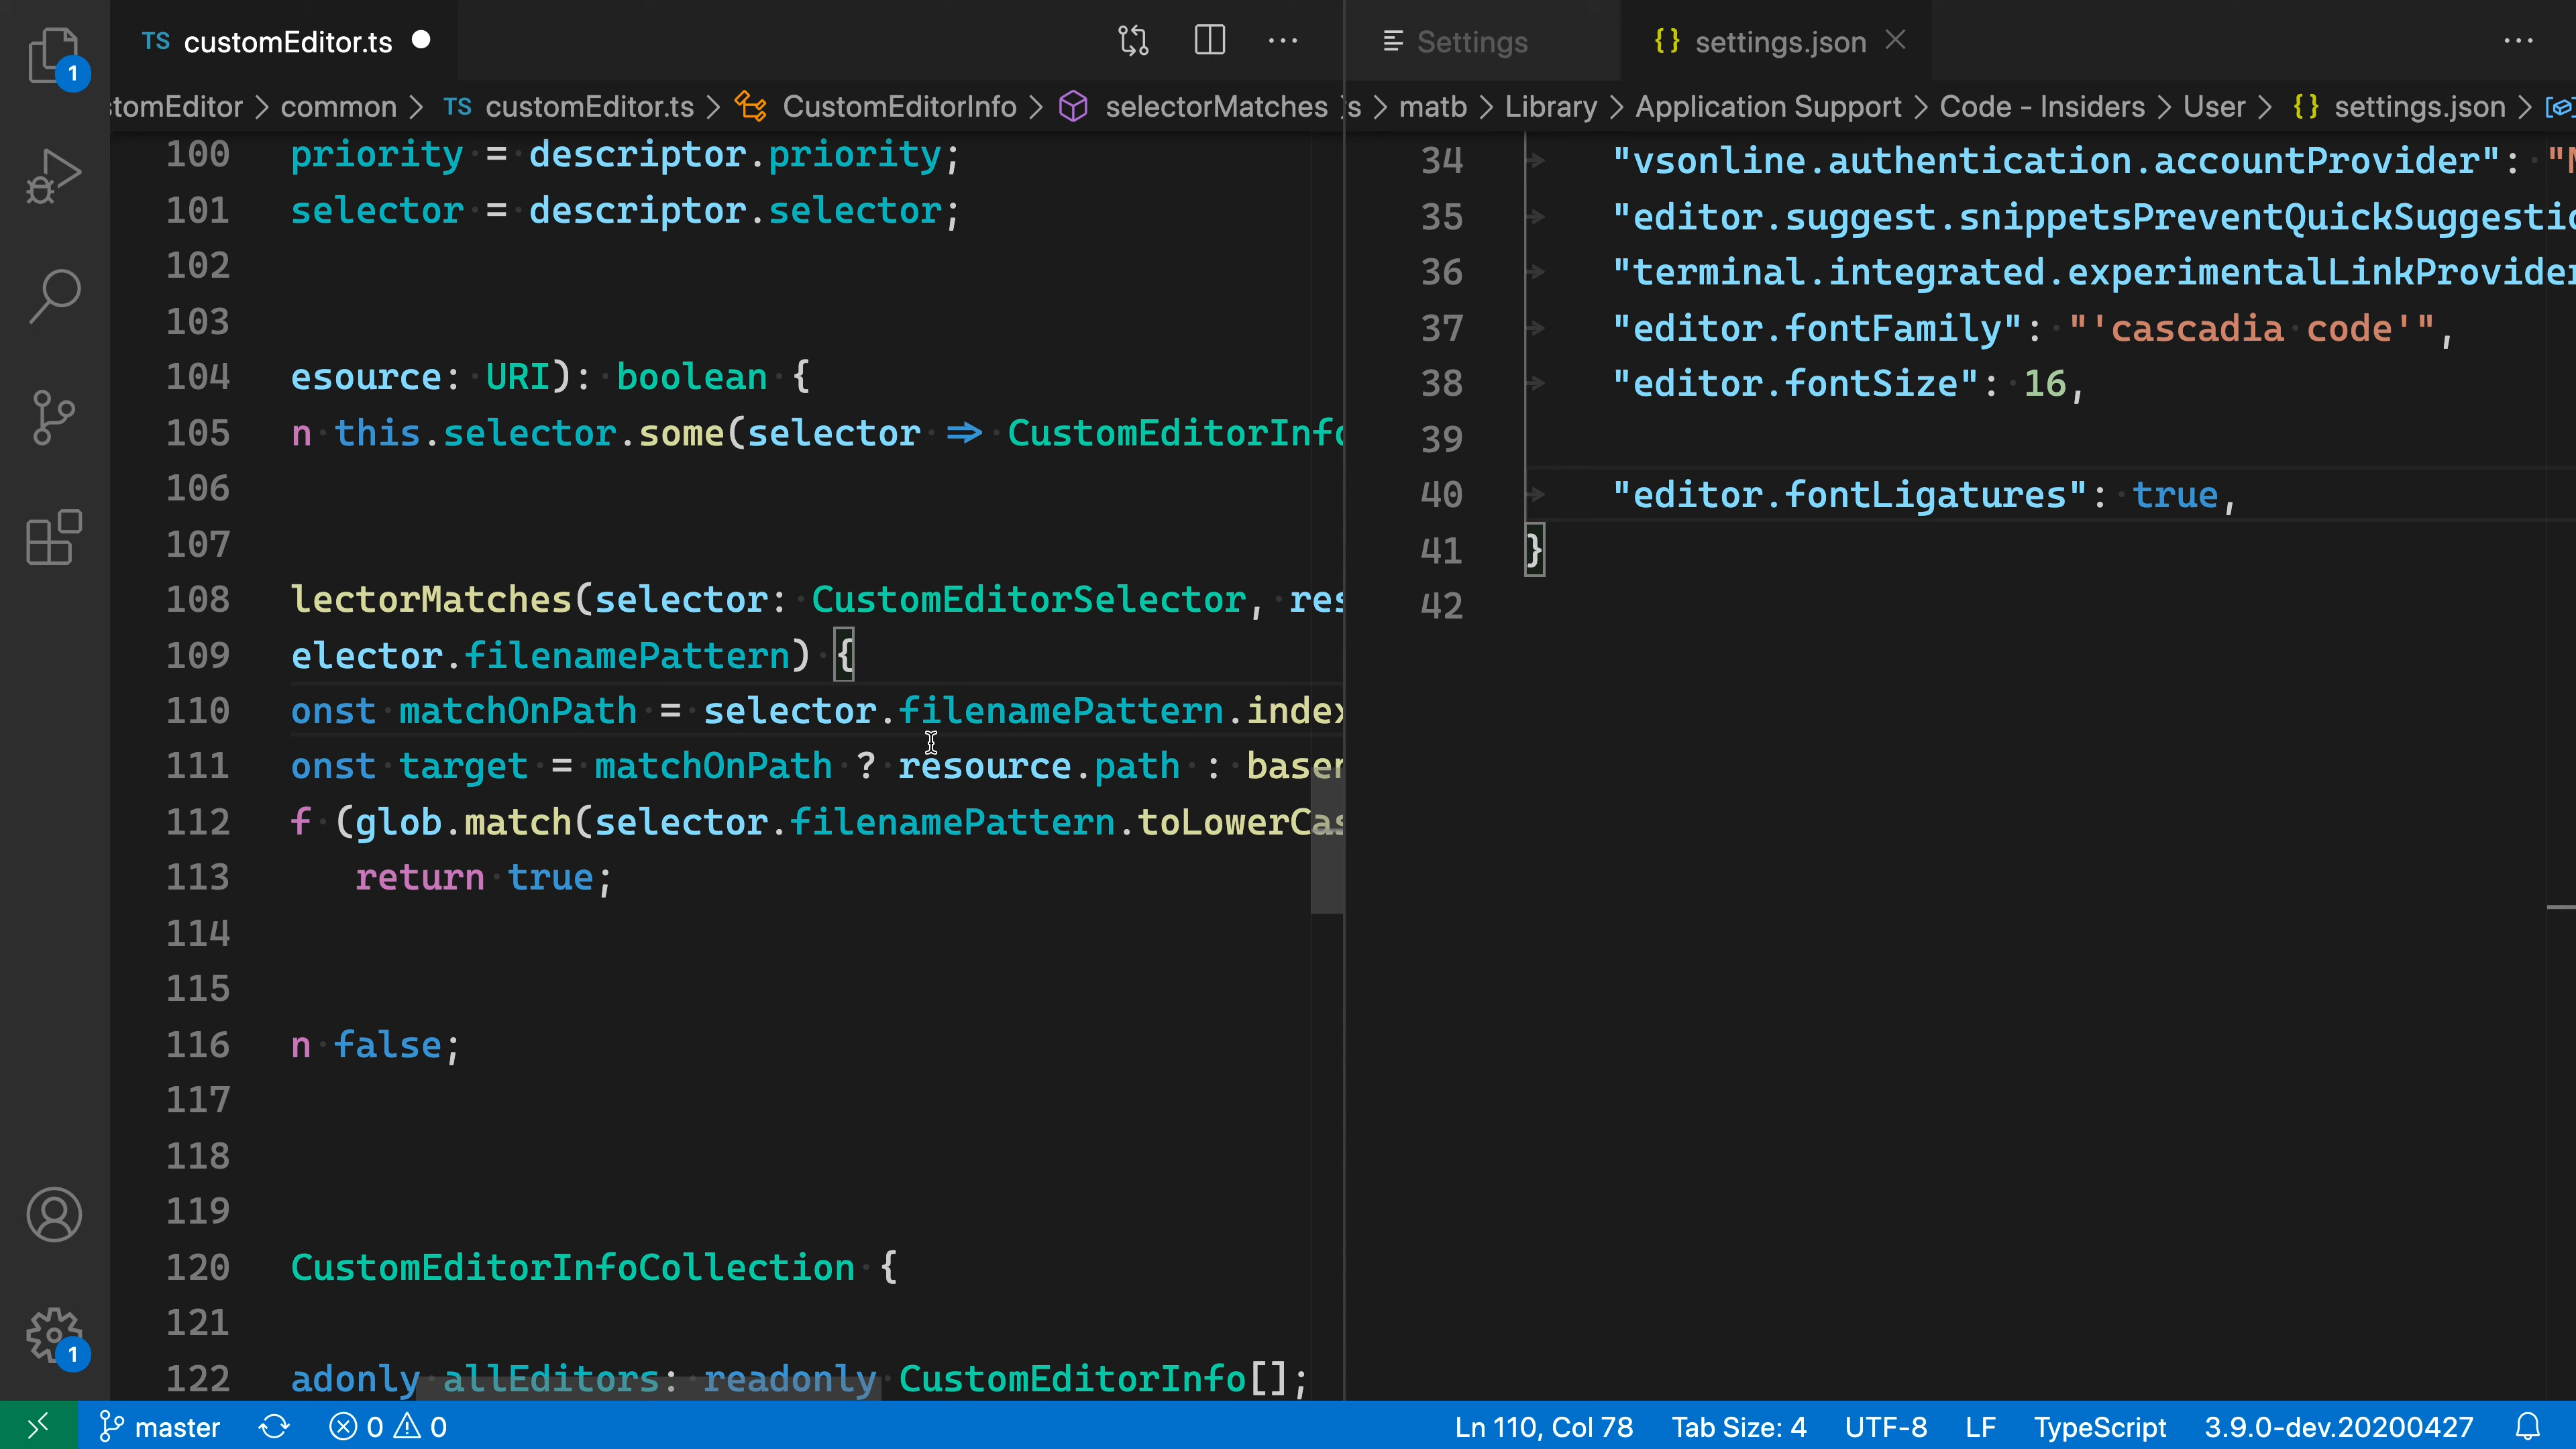 1
TS customEditor.ts
Settings
{} settings.json
tomEditor > common > TS customEditor.ts > CustomEditorInfo > selectorMatches
s > matb > Library > Application Support > Code - Insiders > User > {} settings.json >
100 priority = descriptor.priority;
101 selector = descriptor.selector;
102
103
104 esource: URI): boolean {
105 n this.selector.some(selector => CustomEditorInfo
106
107
108 lectorMatches(selector: CustomEditorSelector, res
109 elector.filenamePattern) {
110 onst matchOnPath = selector.filenamePattern.index
111 onst target = matchOnPath ? resource.path : basen
112 f (glob.match(selector.filenamePattern.toLowerCas
113 return true;
114
115
116 n false;
117
118
119
120 CustomEditorInfoCollection {
121
122 adonly allEditors: readonly CustomEditorInfo[];
34 "vsonline.authentication.accountProvider": "M
35 "editor.suggest.snippetsPreventQuickSuggestio
36 "terminal.integrated.experimentalLinkProvider
37 "editor.fontFamily": "'cascadia code'",
38 "editor.fontSize": 16,
39
40 "editor.fontLigatures": true,
41 }
42
1
master 0 0 Ln 110, Col 78 Tab Size: 4 UTF-8 LF TypeScript 3.9.0-dev.20200427